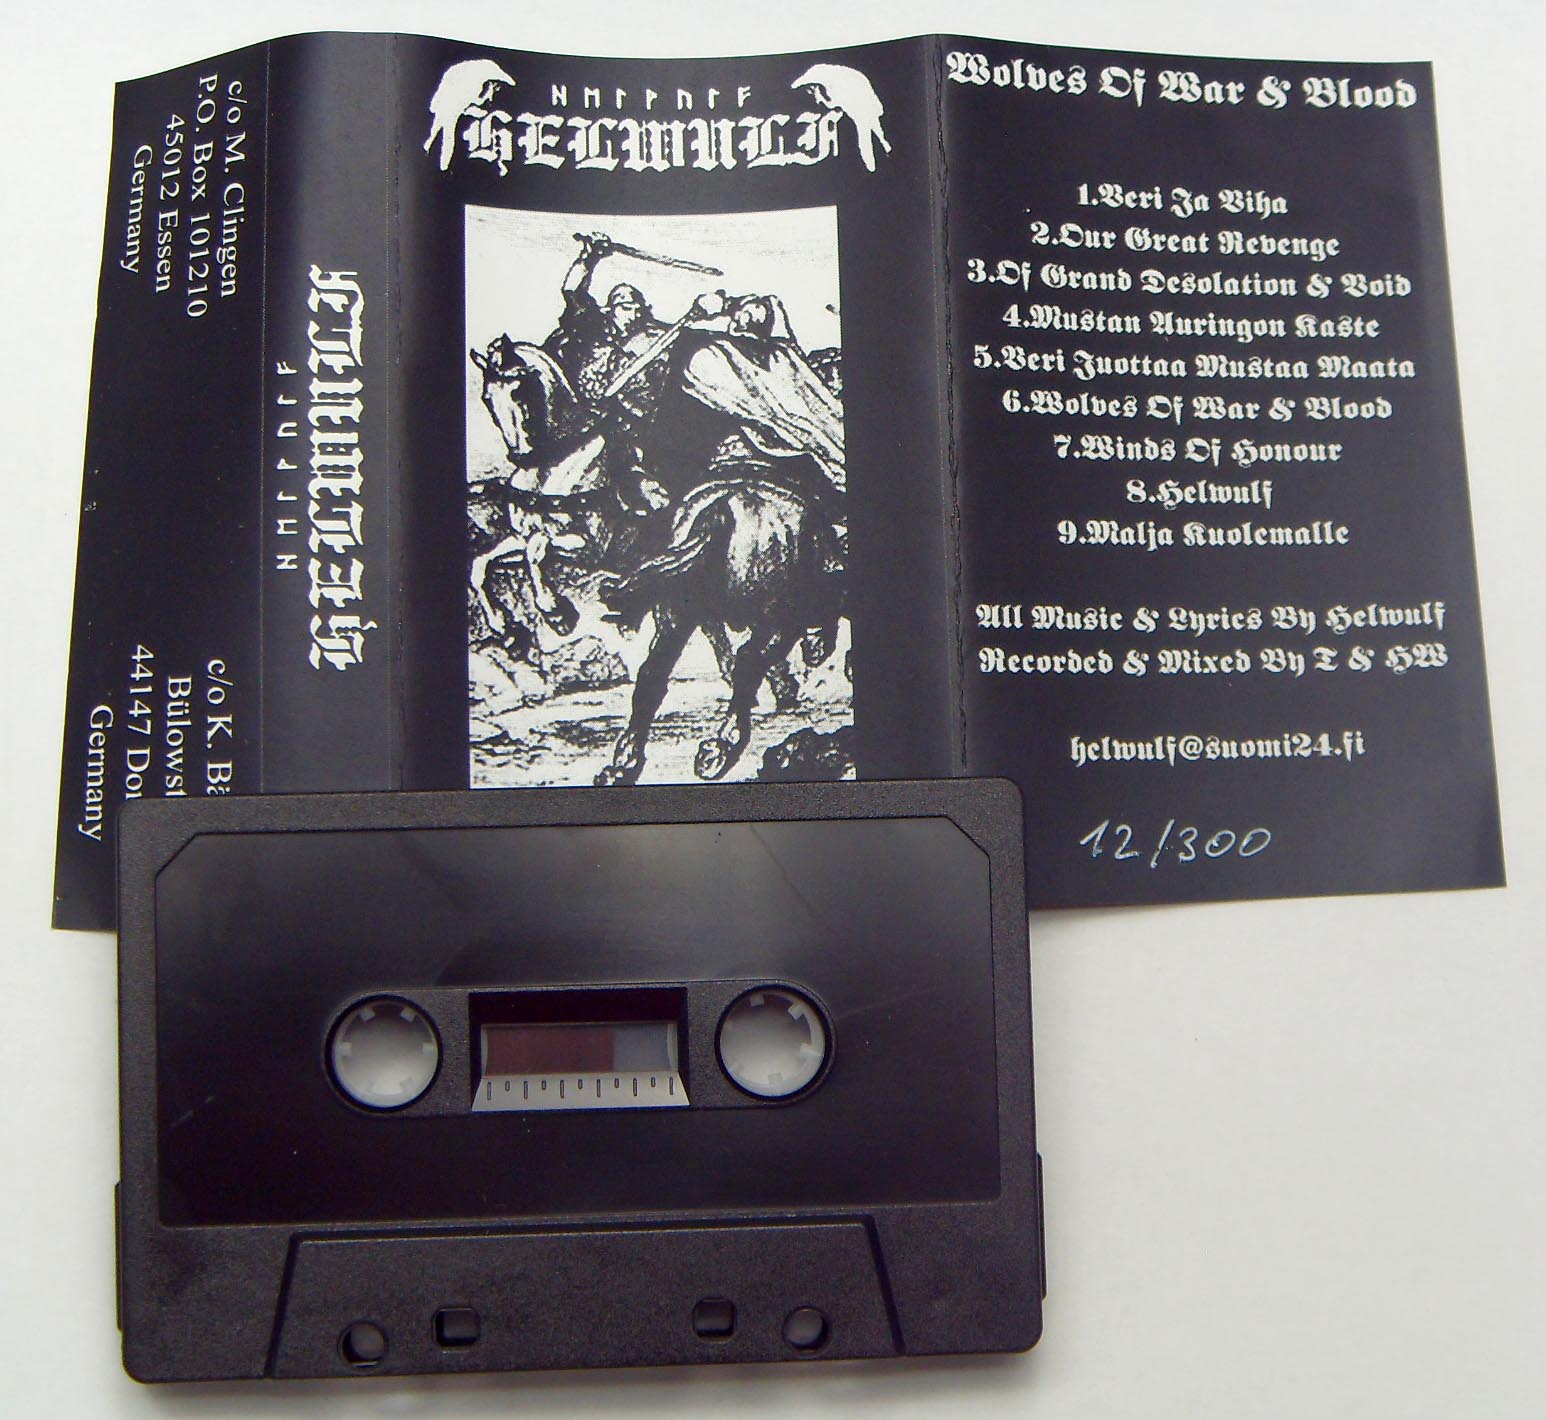 c/o M. Clingen
P.O. Box 101210
45012 Essen
Germany
c/o K.
44147
Germany
HELWULF
ᚺᛖᛚᚹᚢᛚᚨ
ᚺᛖᛚᚹᚢᛚᚨ
HELWULF
Wolves Of War & Blood
1.Veri Ja Viha
2.Our Great Revenge
3.Of Grand Desolation & Void
4.Mustan Auringon Kaste
5.Veri Juottaa Mustaa Maata
6.Wolves Of War & Blood
7.Winds Of Honour
8.Helwulf
9.Malja Kuolemalle
All Music & Lyrics By Helwulf
Recorded & Mixed By T & HW
helwulf@suomi24.fi
12/300